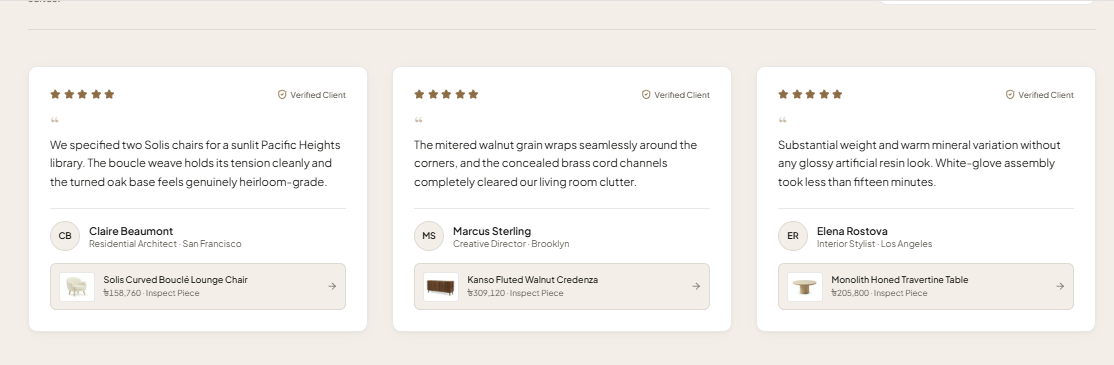 Verified Client
“
We specified two Solis chairs for a sunlit Pacific Heights
library. The boucle weave holds its tension cleanly and
the turned oak base feels genuinely heirloom-grade.
CB
Claire Beaumont
Residential Architect · San Francisco
Solis Curved Bouclé Lounge Chair
৳158,760 · Inspect Piece
Verified Client
“
The mitered walnut grain wraps seamlessly around the
corners, and the concealed brass cord channels
completely cleared our living room clutter.
MS
Marcus Sterling
Creative Director · Brooklyn
Kanso Fluted Walnut Credenza
৳309,120 · Inspect Piece
Verified Client
“
Substantial weight and warm mineral variation without
any glossy artificial resin look. White-glove assembly
took less than fifteen minutes.
ER
Elena Rostova
Interior Stylist · Los Angeles
Monolith Honed Travertine Table
৳205,800 · Inspect Piece